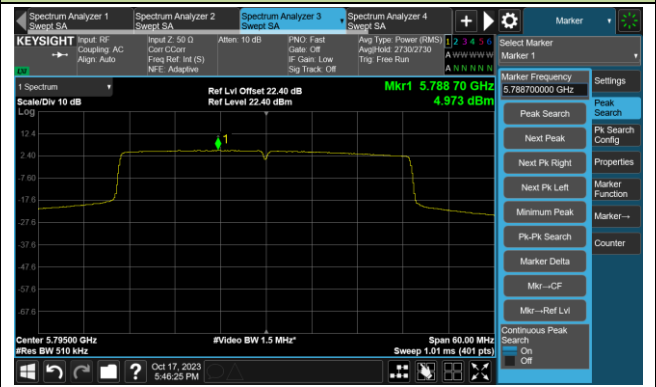 Spectrum Analyzer 1
Swept SA
Spectrum Analyzer 2
Swept SA
Spectrum Analyzer 3
Swept SA
Spectrum Analyzer 4
Swept SA
+
Marker
KEYSIGHT
Input: RF
Coupling: AC
Align: Auto
Input Z: 50 Ω
Corr CCorr
Freq Ref: Int (S)
NFE: Adaptive
Atten: 10 dB
PNO: Fast
Gate: Off
IF Gain: Low
Sig Track: Off
Avg Type: Power (RMS)
Avg|Hold: 2730/2730
Trig: Free Run
1 2 3 4 5 6
A W W W W W
A N N N N N
Select Marker
Marker 1
1 Spectrum
Scale/Div 10 dB
Log
Ref Lvl Offset 22.40 dB
Ref Level 22.40 dBm
Mkr1 5.788 70 GHz
4.973 dBm
1
12.4
2.40
-7.60
-17.6
-27.6
-37.6
-47.6
-57.6
-67.6
Center 5.79500 GHz
#Res BW 510 kHz
#Video BW 1.5 MHz*
Span 60.00 MHz
Sweep 1.01 ms (401 pts)
Marker Frequency
5.788700000 GHz
Peak Search
Next Peak
Next Pk Right
Next Pk Left
Minimum Peak
Pk-Pk Search
Marker Delta
Mkr→CF
Mkr→Ref Lvl
Continuous Peak
Search
On
Off
Settings
Peak
Search
Pk Search
Config
Properties
Marker
Function
Marker→
Counter
?
Oct 17, 2023
5:46:25 PM